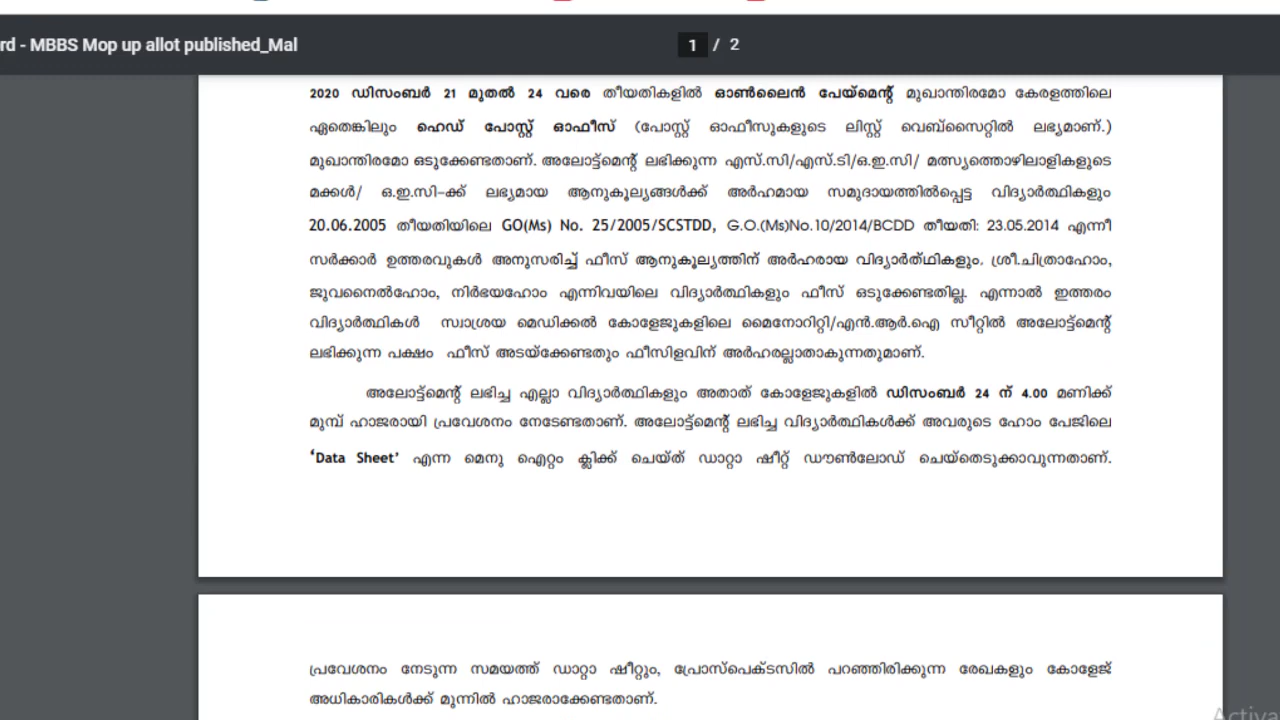 rd - MBBS Mop up allot published_Mal
1 / 2
2020 ഡിസംബർ 21 മുതൽ 24 വരെ തീയതികളിൽ ഓൺലൈൻ പേയ്മെന്റ് മുഖാന്തിരമോ കേരളത്തിലെ
ഏതെങ്കിലും ഹെഡ് പോസ്റ്റ് ഓഫീസ് (പോസ്റ്റ് ഓഫീസുകളുടെ ലിസ്റ്റ് വെബ്സൈറ്റിൽ ലഭ്യമാണ്.)
മുഖാന്തിരമോ ഒടുക്കേണ്ടതാണ്. അലോട്ട്മെന്റ് ലഭിക്കുന്ന എസ്.സി/എസ്.ടി/ഒ.ഇ.സി/ മത്സ്യത്തൊഴിലാളികളുടെ
മക്കൾ/ ഒ.ഇ.സി-ക്ക് ലഭ്യമായ ആനുകൂല്യങ്ങൾക്ക് അർഹമായ സമുദായത്തിൽപ്പെട്ട വിദ്യാർത്ഥികളും
20.06.2005 തീയതിയിലെ GO(Ms) No. 25/2005/SCSTDD, G.O.(Ms)No.10/2014/BCDD തീയതി: 23.05.2014 എന്നീ
സർക്കാർ ഉത്തരവുകൾ അനുസരിച്ച് ഫീസ് ആനുകൂല്യത്തിന് അർഹരായ വിദ്യാർത്ഥികളും. ശ്രീ.ചിത്രാഹോം,
ജുവനൈൽഹോം, നിർഭയഹോം എന്നിവയിലെ വിദ്യാർത്ഥികളും ഫീസ് ഒടുക്കേണ്ടതില്ല. എന്നാൽ ഇത്തരം
വിദ്യാർത്ഥികൾ സ്വാശ്രയ മെഡിക്കൽ കോളേജുകളിലെ മൈനോറിറ്റി/എൻ.ആർ.ഐ സീറ്റിൽ അലോട്ട്മെന്റ്
ലഭിക്കുന്ന പക്ഷം ഫീസ് അടയ്ക്കേണ്ടതും ഫീസിളവിന് അർഹരല്ലാതാകുന്നതുമാണ്.
അലോട്ട്മെന്റ് ലഭിച്ച എല്ലാ വിദ്യാർത്ഥികളും അതാത് കോളേജുകളിൽ ഡിസംബർ 24 ന് 4.00 മണിക്ക്
മുമ്പ് ഹാജരായി പ്രവേശനം നേടേണ്ടതാണ്. അലോട്ട്മെന്റ് ലഭിച്ച വിദ്യാർത്ഥികൾക്ക് അവരുടെ ഹോം പേജിലെ
‘Data Sheet’ എന്ന മെനു ഐറ്റം ക്ലിക്ക് ചെയ്ത് ഡാറ്റാ ഷീറ്റ് ഡൗൺലോഡ് ചെയ്തെടുക്കാവുന്നതാണ്.
പ്രവേശനം നേടുന്ന സമയത്ത് ഡാറ്റാ ഷീറ്റും, പ്രോസ്പെക്ടസിൽ പറഞ്ഞിരിക്കുന്ന രേഖകളും കോളേജ്
അധികാരികൾക്ക് മുന്നിൽ ഹാജരാക്കേണ്ടതാണ്.